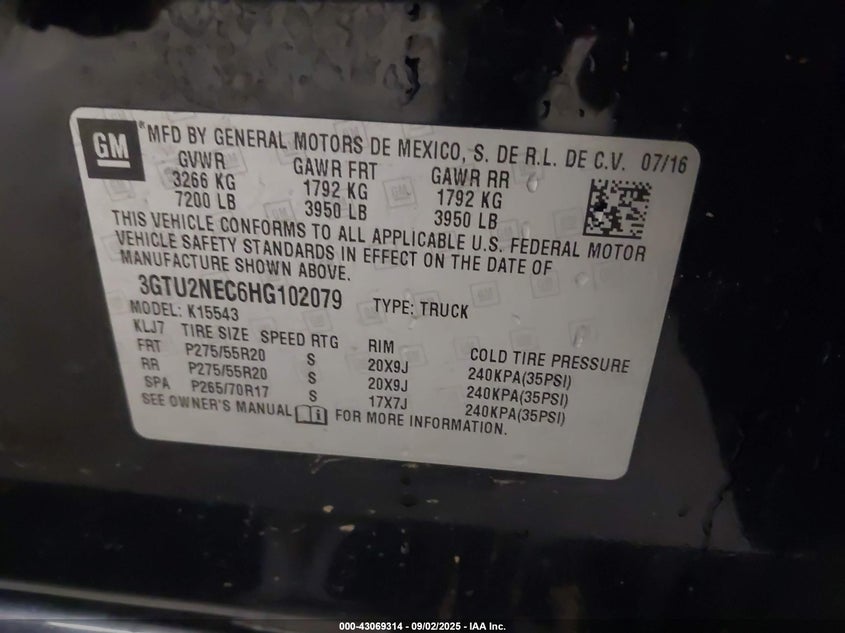 GM *MFD BY GENERAL MOTORS DE MEXICO, S. DE R.L. DE C.V. 07/16
GVWR GAWR FRT GAWR RR
3266 KG 1792 KG 1792 KG
7200 LB 3950 LB 3950 LB
THIS VEHICLE CONFORMS TO ALL APPLICABLE U.S. FEDERAL MOTOR
VEHICLE SAFETY STANDARDS IN EFFECT ON THE DATE OF
MANUFACTURE SHOWN ABOVE.
3GTU2NEC6HG102079 TYPE: TRUCK
MODEL: K15543
KLJ7 TIRE SIZE SPEED RTG RIM COLD TIRE PRESSURE
FRT P275/55R20 S 20X9J 240KPA(35PSI)
RR P275/55R20 S 20X9J 240KPA(35PSI)
SPA P265/70R17 S 17X7J 240KPA(35PSI)
SEE OWNER'S MANUAL i FOR MORE INFORMATION.
000-43069314 - 09/02/2025 - IAA Inc.